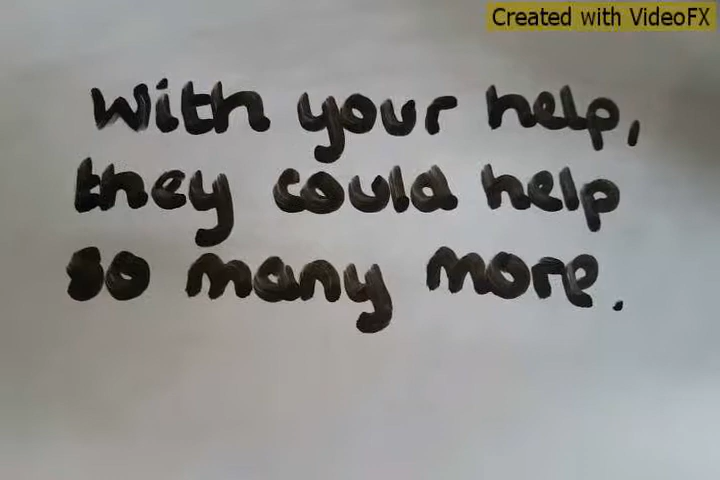 Created with VideoFX
With your help,
they could help
so many more.